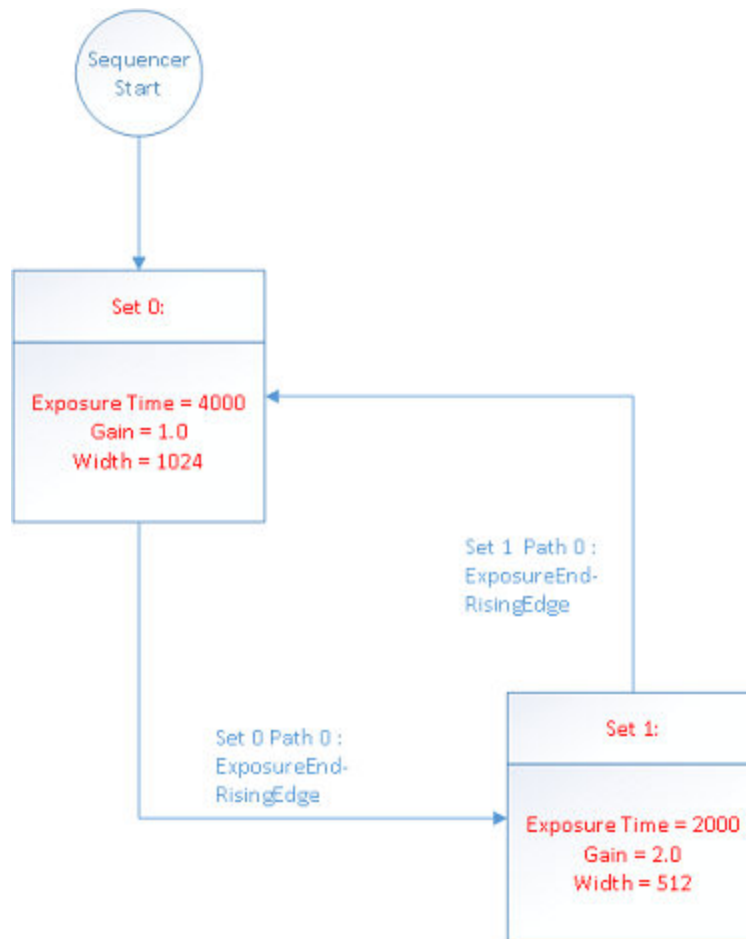 Sequencer
Start
Set 0:
Exposure Time = 4000
Gain = 1.0
Width = 1024
Set 1 Path 0 :
ExposureEnd-
RisingEdge
Set 0 Path 0 :
ExposureEnd-
RisingEdge
Set 1:
Exposure Time = 2000
Gain = 2.0
Width = 512